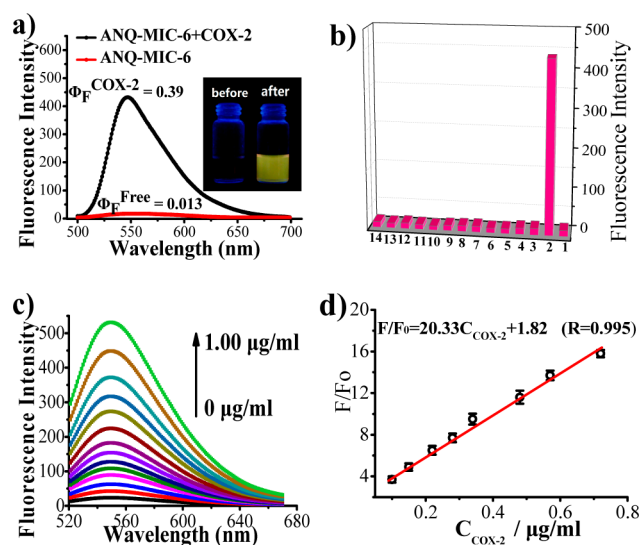 a)
ANQ-MIC-6+COX-2
ANQ-MIC-6
Φ_F^COX-2 = 0.39
before after
Φ_F^Free = 0.013
Fluorescence Intensity
600
500
400
300
200
100
0
500 550 600 650 700
Wavelength (nm)
b)
Fluorescence Intensity
500
400
300
200
100
0
14 13 12 11 10 9 8 7 6 5 4 3 2 1
c)
Fluorescence Intensity
500
400
300
200
100
0
1.00 μg/ml
0 μg/ml
520 560 600 640 680
Wavelength (nm)
d)
F/F₀=20.33C_COX-2+1.82 (R=0.995)
F/Fo
20
16
12
8
4
0.2 0.4 0.6 0.8
C_COX-2 / μg/ml